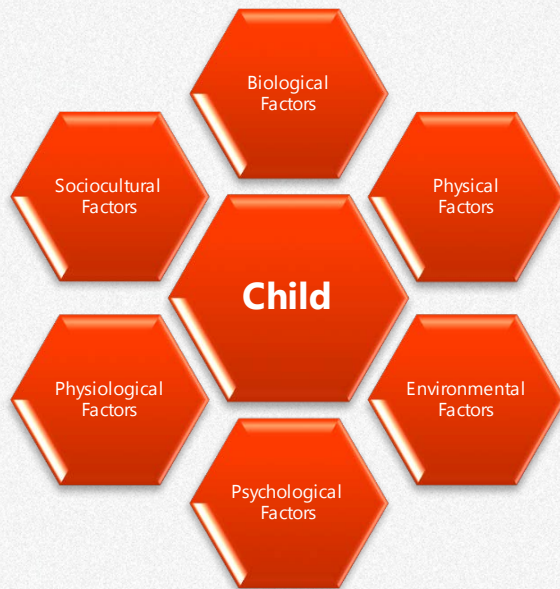 Biological
Factors
Sociocultural
Factors
Physical
Factors
Child
Physiological
Factors
Environmental
Factors
Psychological
Factors